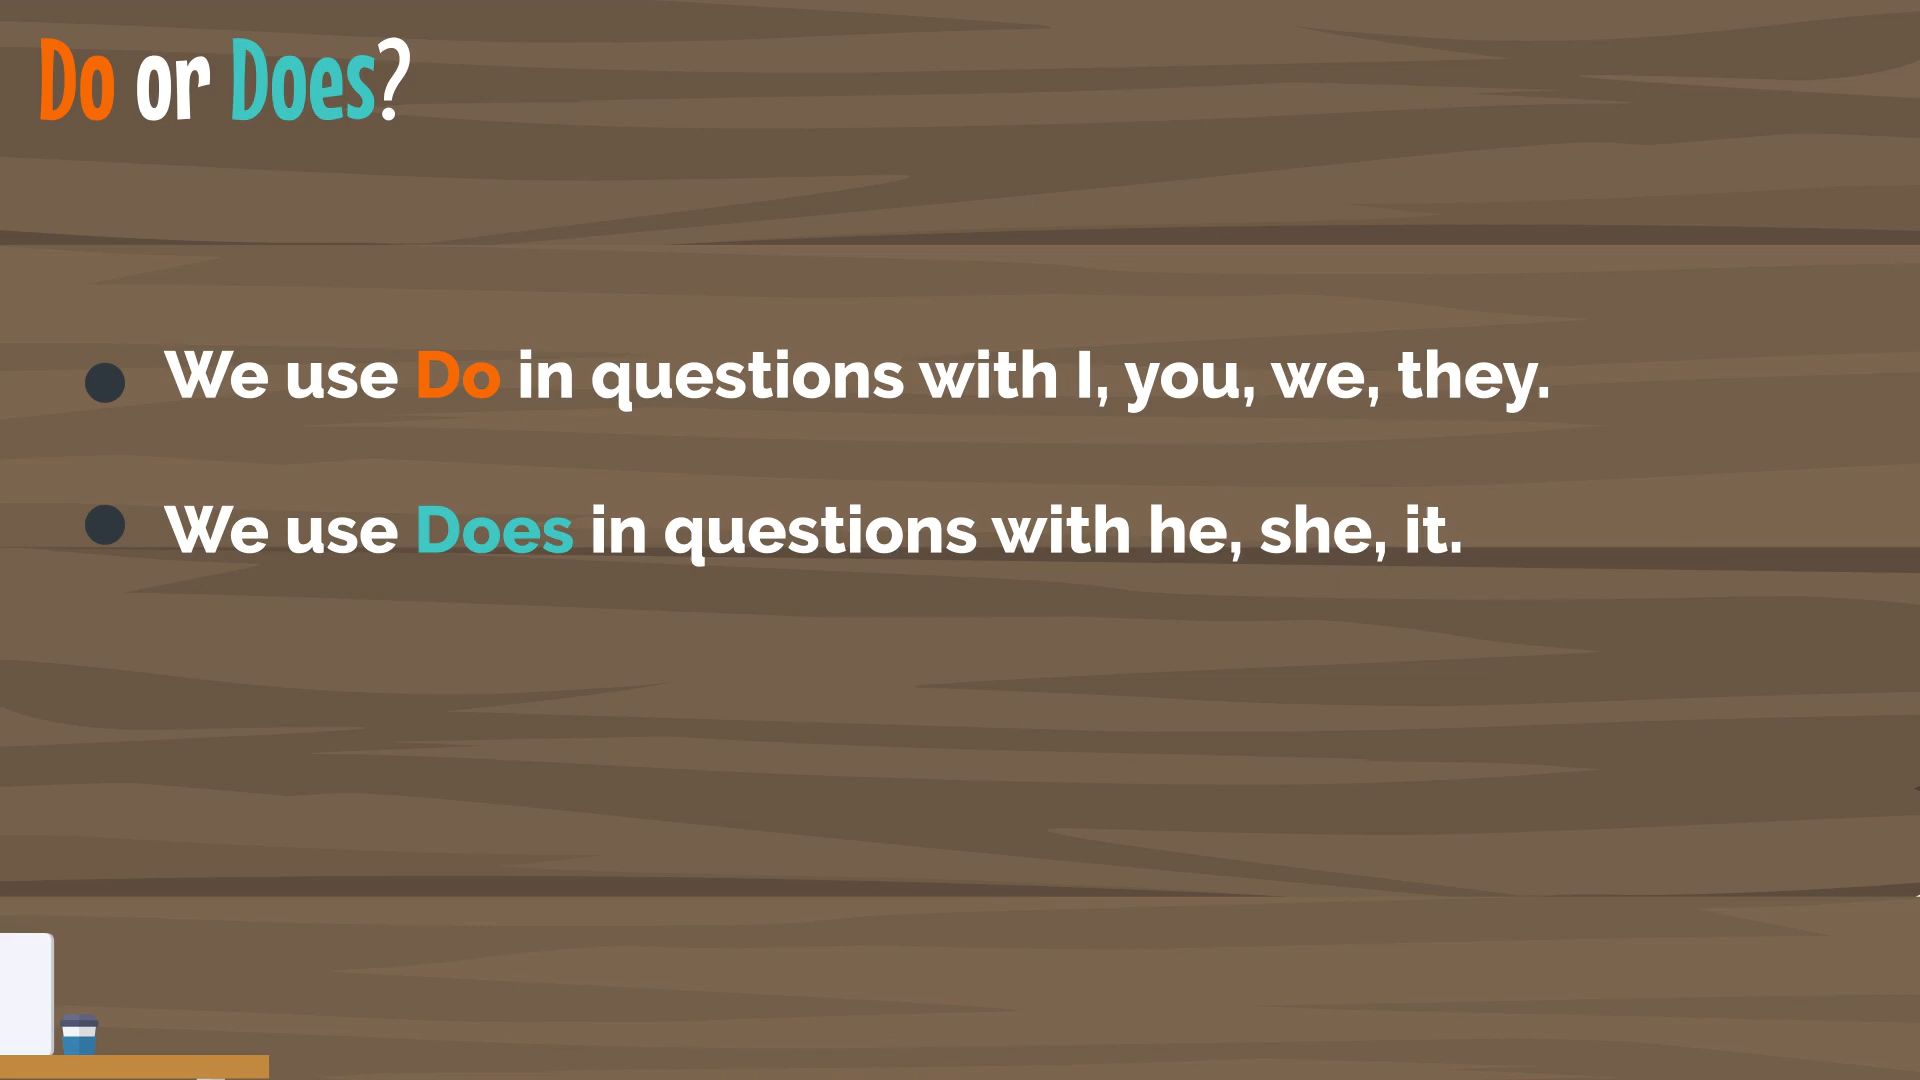 Do or Does?
We use Do in questions with I, you, we, they.
We use Does in questions with he, she, it.